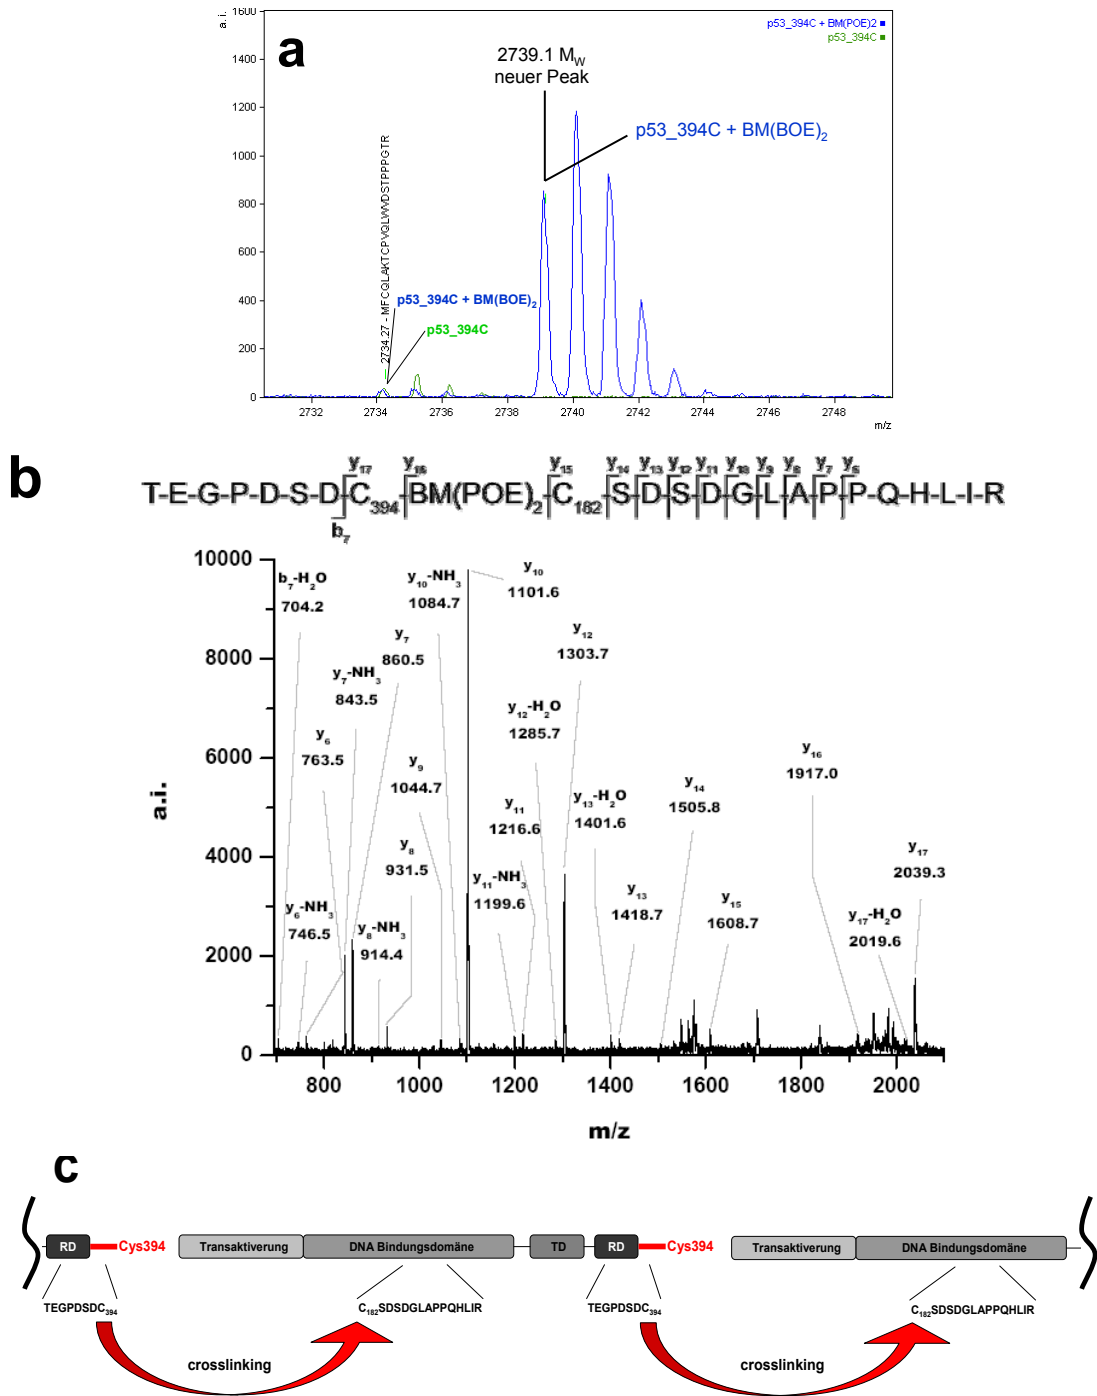 a
a.i.
1600
1400
1200
1000
800
600
400
200
0
2732
2734
2736
2738
2740
2742
2744
2746
2748
m/z
p53_394C + BM(POE)2
p53_394C
2739.1 MW
neuer Peak
p53_394C + BM(BOE)2
2734.27 - MFCQLAKTCPVQLWVDSTPPPGTR
p53_394C + BM(BOE)2
p53_394C
b
y17 y16 y15 y14 y13 y12 y11 y10 y9 y8 y7 y6
T-E-G-P-D-S-D-C394-BM(POE)2-C182-S-D-S-D-G-L-A-P-P-Q-H-L-I-R
b7
10000
8000
6000
4000
2000
0
a.i.
b7-H2O
704.2
y10-NH3
1084.7
y10
1101.6
y7
860.5
y12
1303.7
y7-NH3
843.5
y12-H2O
1285.7
y6
763.5
y9
1044.7
y16
1917.0
y11
1216.6
y13-H2O
1401.6
y14
1505.8
y8
931.5
y17
2039.3
y11-NH3
1199.6
y13
1418.7
y15
1608.7
y6-NH3
746.5
y8-NH3
914.4
y17-H2O
2019.6
800
1000
1200
1400
1600
1800
2000
m/z
c
RD
Cys394
Transaktiverung
DNA Bindungsdomäne
TD
RD
Cys394
Transaktiverung
DNA Bindungsdomäne
TEGPDSDC394
C182SDSDGLAPPQHLIR
TEGPDSDC394
C182SDSDGLAPPQHLIR
crosslinking
crosslinking